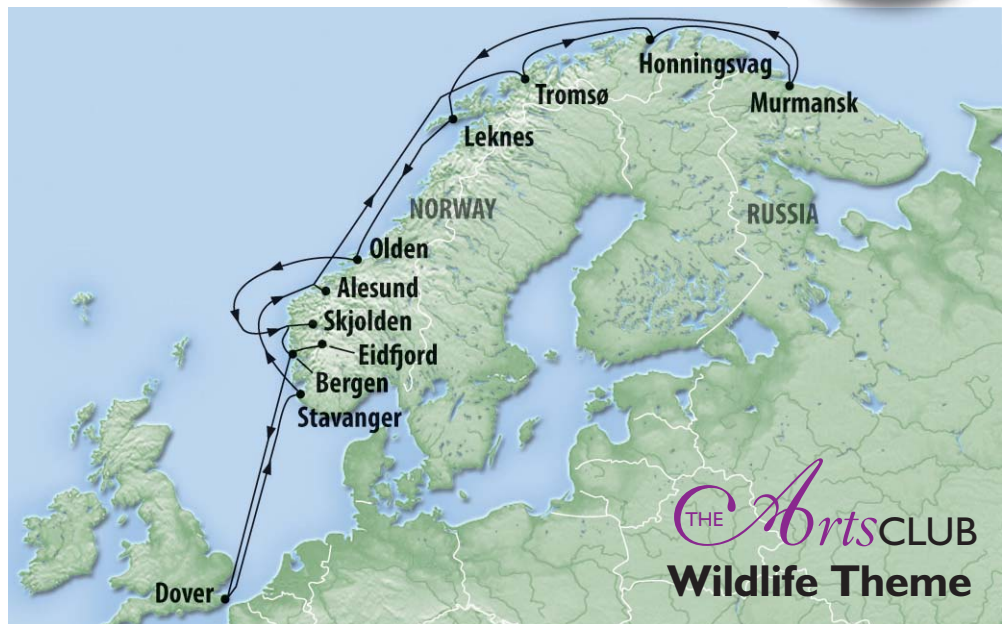 Honningsvag
Tromsø
Murmansk
Leknes
NORWAY
RUSSIA
Olden
Alesund
Skjolden
Eidfjord
Bergen
Stavanger
Dover
THE ArtsCLUB
Wildlife Theme